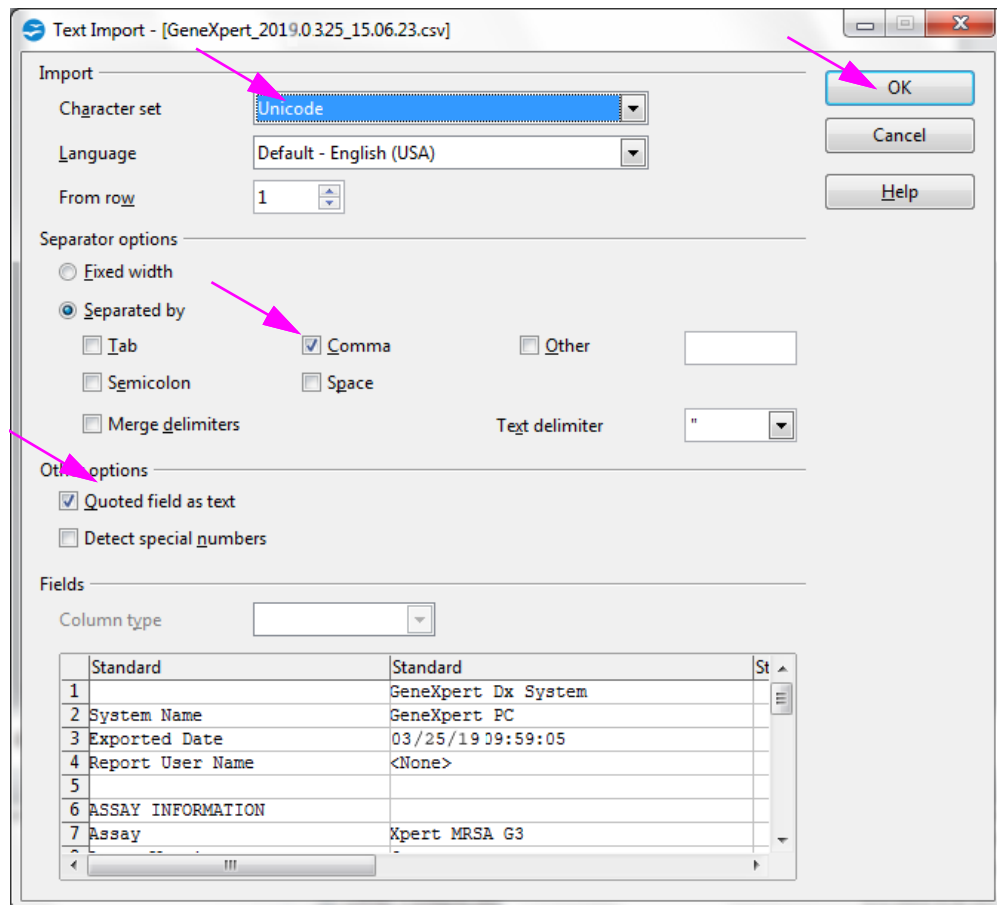 Text Import - [GeneXpert_2019.0325_15.06.23.csv]
Import
OK
Character set
Unicode
Cancel
Language
Default - English (USA)
From row
1
Help
Separator options
Fixed width
Separated by
Tab
Comma
Other
Semicolon
Space
Merge delimiters
Text delimiter
"
options
Quoted field as text
Detect special numbers
Fields
Column type
Standard Standard St
1 GeneXpert Dx System
2 System Name GeneXpert PC
3 Exported Date 03/25/19 09:59:05
4 Report User Name <None>
5
6 ASSAY INFORMATION
7 Assay Xpert MRSA G3